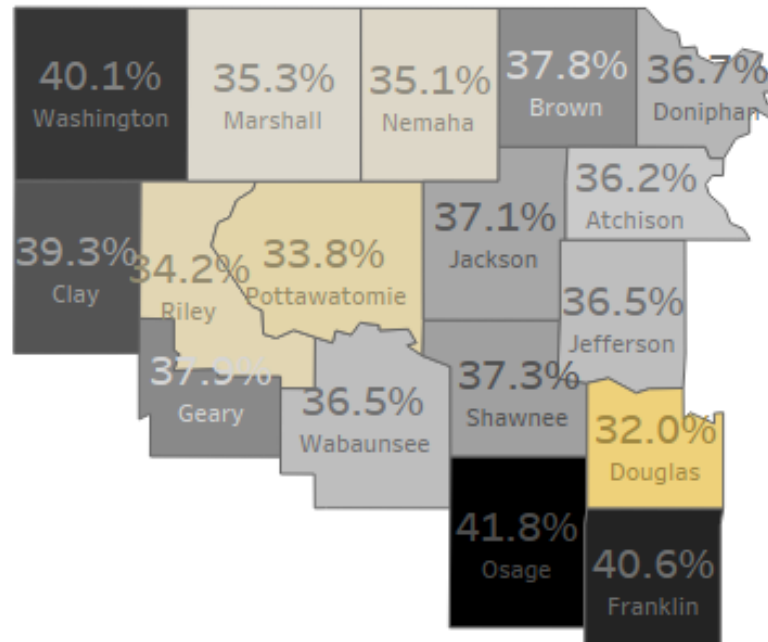 40.1%
Washington
35.3%
Marshall
35.1%
Nemaha
37.8%
Brown
36.7%
Doniphan
39.3%
Clay
34.2%
Riley
33.8%
Pottawatomie
37.1%
Jackson
36.2%
Atchison
36.5%
Jefferson
37.9%
Geary
36.5%
Wabaunsee
37.3%
Shawnee
32.0%
Douglas
41.8%
Osage
40.6%
Franklin